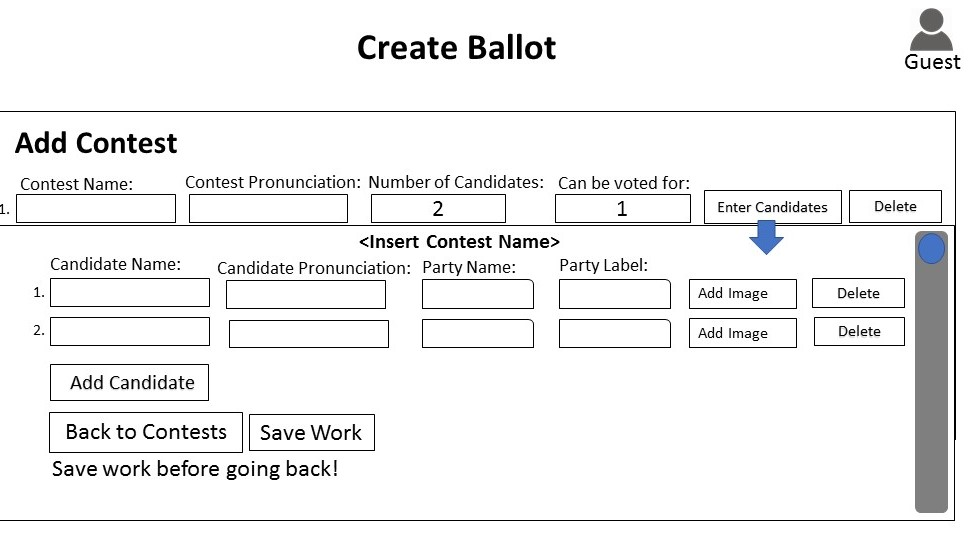 Create Ballot
Guest
Add Contest
Contest Name: Contest Pronunciation: Number of Candidates: Can be voted for:
1. 2 1 Enter Candidates Delete
<Insert Contest Name>
Candidate Name: Candidate Pronunciation: Party Name: Party Label:
1. Add Image Delete
2. Add Image Delete
Add Candidate
Back to Contests Save Work
Save work before going back!